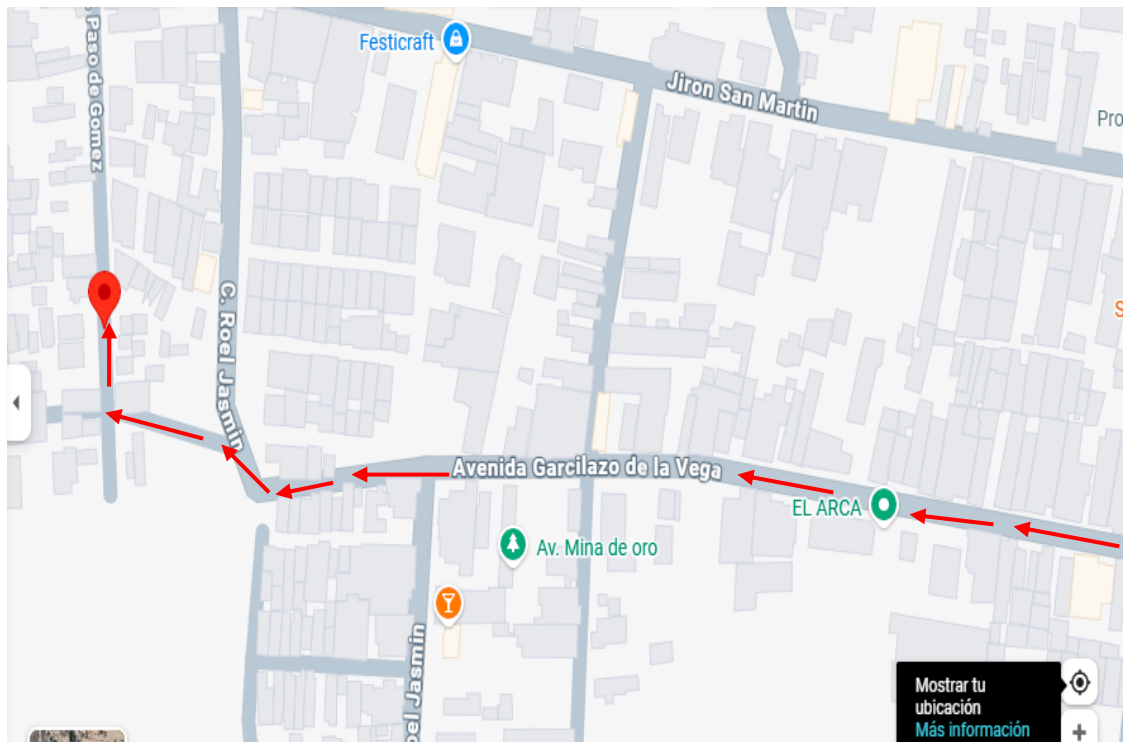 Paso de Gomez
Festicraft
Jiron San Martin
Pro
C. Roel Jasmin
S
Avenida Garcilazo de la Vega
EL ARCA
Av. Mina de oro
oel Jasmin
Mostrar tu
ubicación
Más información
+